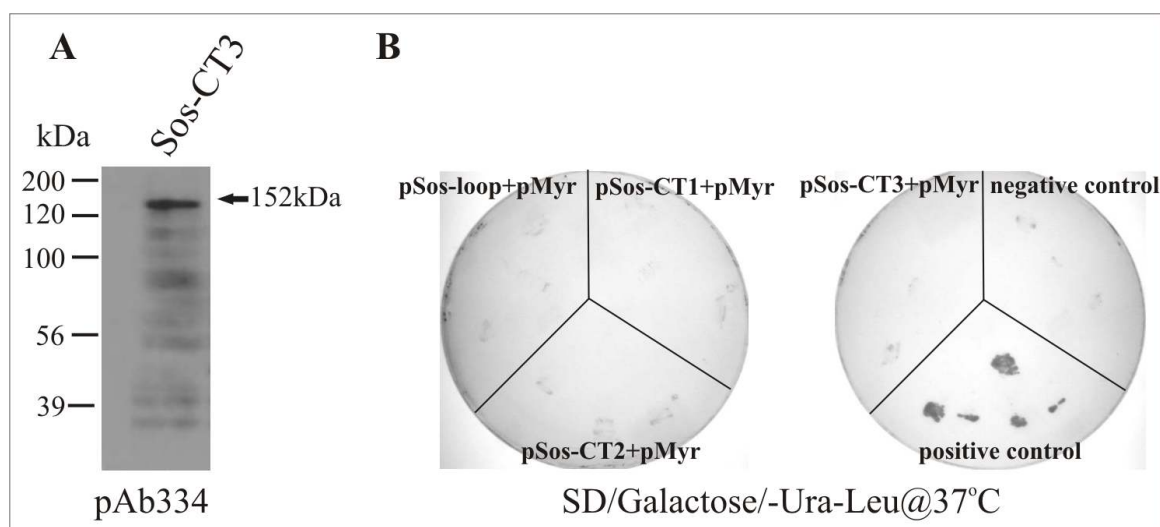 A
B
Sos-CT3
kDa
200
120
100
56
39
152kDa
pAb334
pSos-loop+pMyr
pSos-CT1+pMyr
pSos-CT2+pMyr
pSos-CT3+pMyr
negative control
positive control
SD/Galactose/-Ura-Leu@37°C